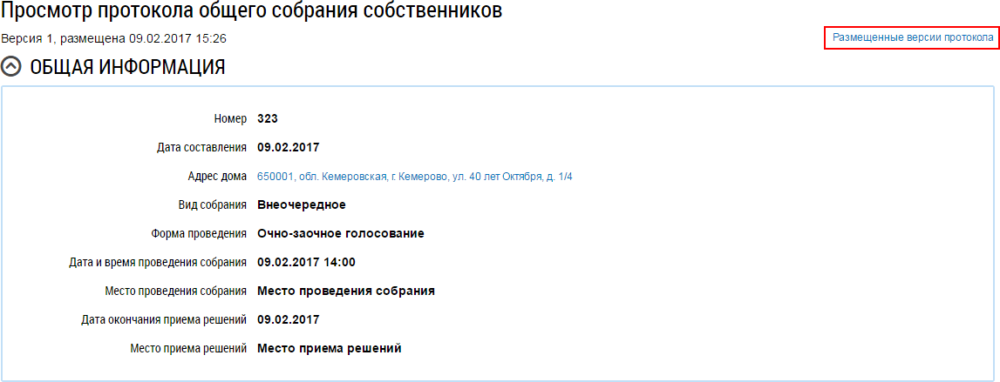 Просмотр протокола общего собрания собственников
Версия 1, размещена 09.02.2017 15:26 Размещенные версии протокола
ОБЩАЯ ИНФОРМАЦИЯ
Номер 323
Дата составления 09.02.2017
Адрес дома 650001, обл. Кемеровская, г. Кемерово, ул. 40 лет Октября, д. 1/4
Вид собрания Внеочередное
Форма проведения Очно-заочное голосование
Дата и время проведения собрания 09.02.2017 14:00
Место проведения собрания Место проведения собрания
Дата окончания приема решений 09.02.2017
Место приема решений Место приема решений